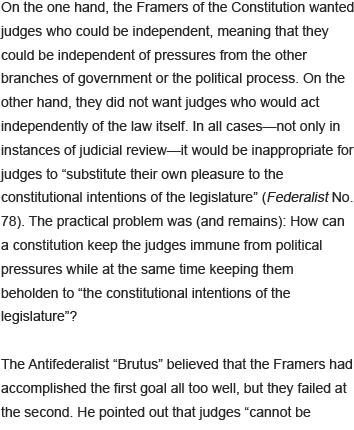 On the one hand, the Framers of the Constitution wanted
judges who could be independent, meaning that they
could be independent of pressures from the other
branches of government or the political process. On the
other hand, they did not want judges who would act
independently of the law itself. In all cases—not only in
instances of judicial review—it would be inappropriate for
judges to “substitute their own pleasure to the
constitutional intentions of the legislature” (Federalist No.
78). The practical problem was (and remains): How can
a constitution keep the judges immune from political
pressures while at the same time keeping them
beholden to “the constitutional intentions of the
legislature”?
The Antifederalist “Brutus” believed that the Framers had
accomplished the first goal all too well, but they failed at
the second. He pointed out that judges “cannot be